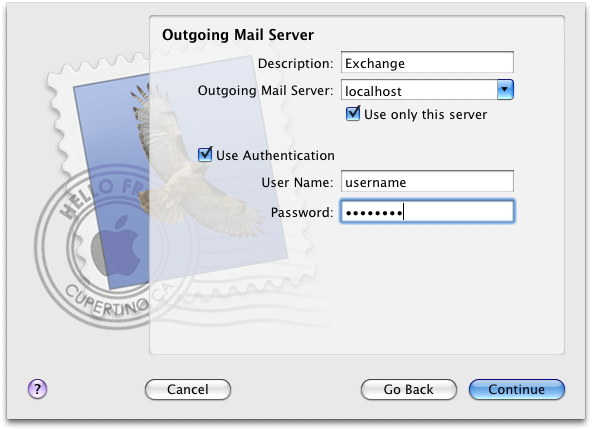 Outgoing Mail Server
Description: Exchange
Outgoing Mail Server: localhost
Use only this server
Use Authentication
User Name: username
Password: ••••••••
HELLO FR
CUPERTINO, CA
? Cancel Go Back Continue